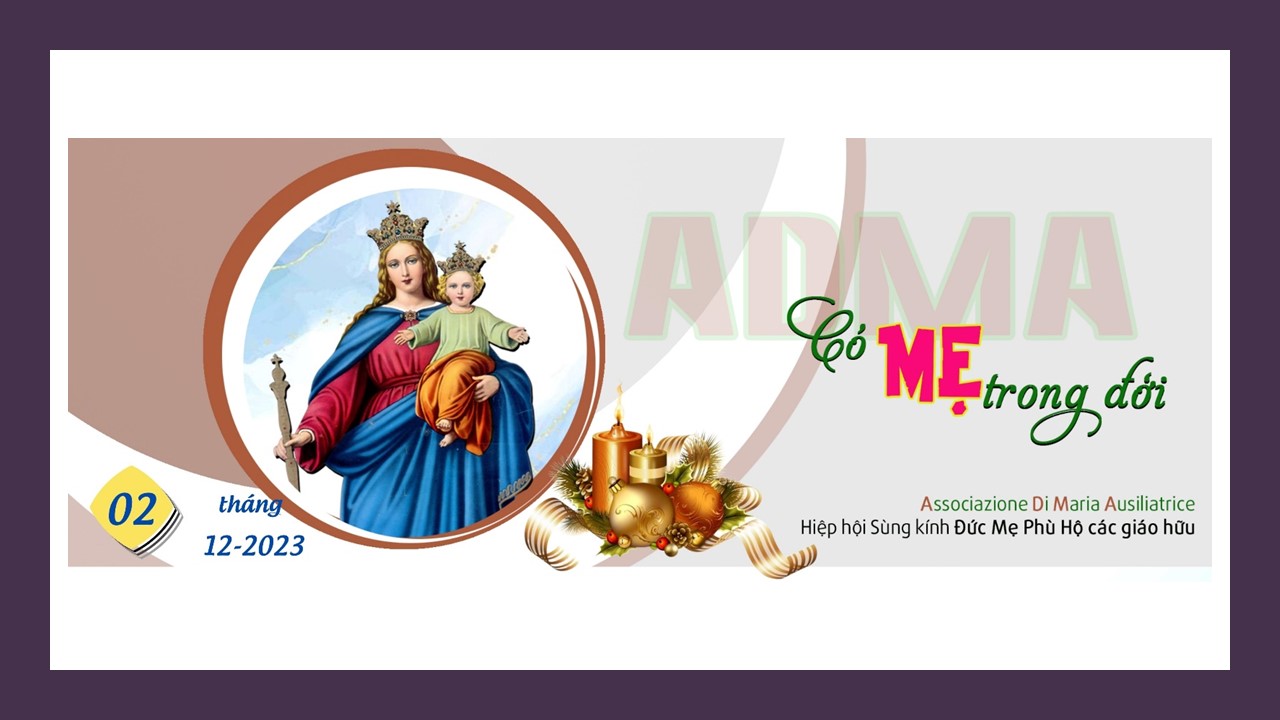 ADMA
Có MẸ trong đời
02
tháng
12-2023
Associazione Di Maria Ausiliatrice
Hiệp hội Sùng kính Đức Mẹ Phù Hộ các giáo hữu